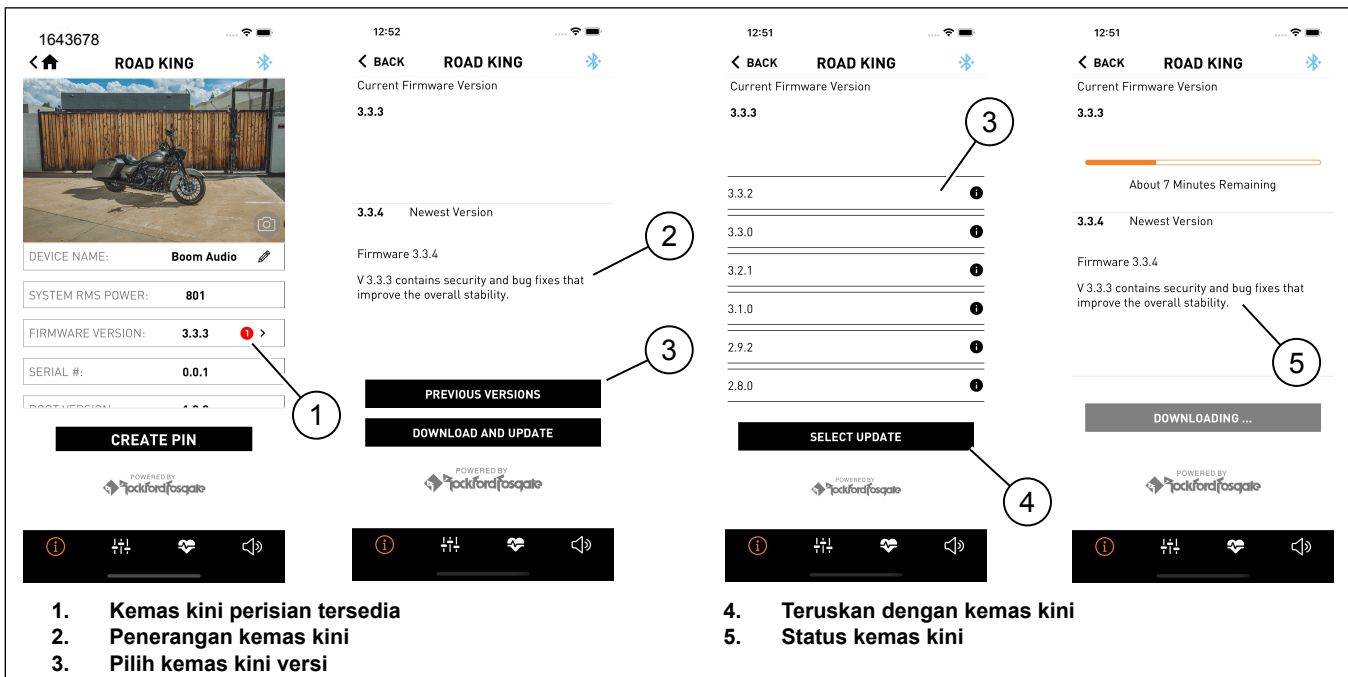 1643678
ROAD KING
DEVICE NAME: Boom Audio
SYSTEM RMS POWER: 801
FIRMWARE VERSION: 3.3.3 1
SERIAL #: 0.0.1
1
CREATE PIN
POWERED BY
Rockford Fosgate
12:52
BACK ROAD KING
Current Firmware Version
3.3.3
3.3.4 Newest Version
2
Firmware 3.3.4
V 3.3.3 contains security and bug fixes that
improve the overall stability.
3
PREVIOUS VERSIONS
DOWNLOAD AND UPDATE
POWERED BY
Rockford Fosgate
12:51
BACK ROAD KING
Current Firmware Version
3.3.3
3
3.3.2
3.3.0
3.2.1
3.1.0
2.9.2
2.8.0
SELECT UPDATE
4
POWERED BY
Rockford Fosgate
12:51
BACK ROAD KING
Current Firmware Version
3.3.3
About 7 Minutes Remaining
3.3.4 Newest Version
Firmware 3.3.4
V 3.3.3 contains security and bug fixes that
improve the overall stability.
5
DOWNLOADING ...
POWERED BY
Rockford Fosgate
1. Kemas kini perisian tersedia
2. Penerangan kemas kini
3. Pilih kemas kini versi
4. Teruskan dengan kemas kini
5. Status kemas kini